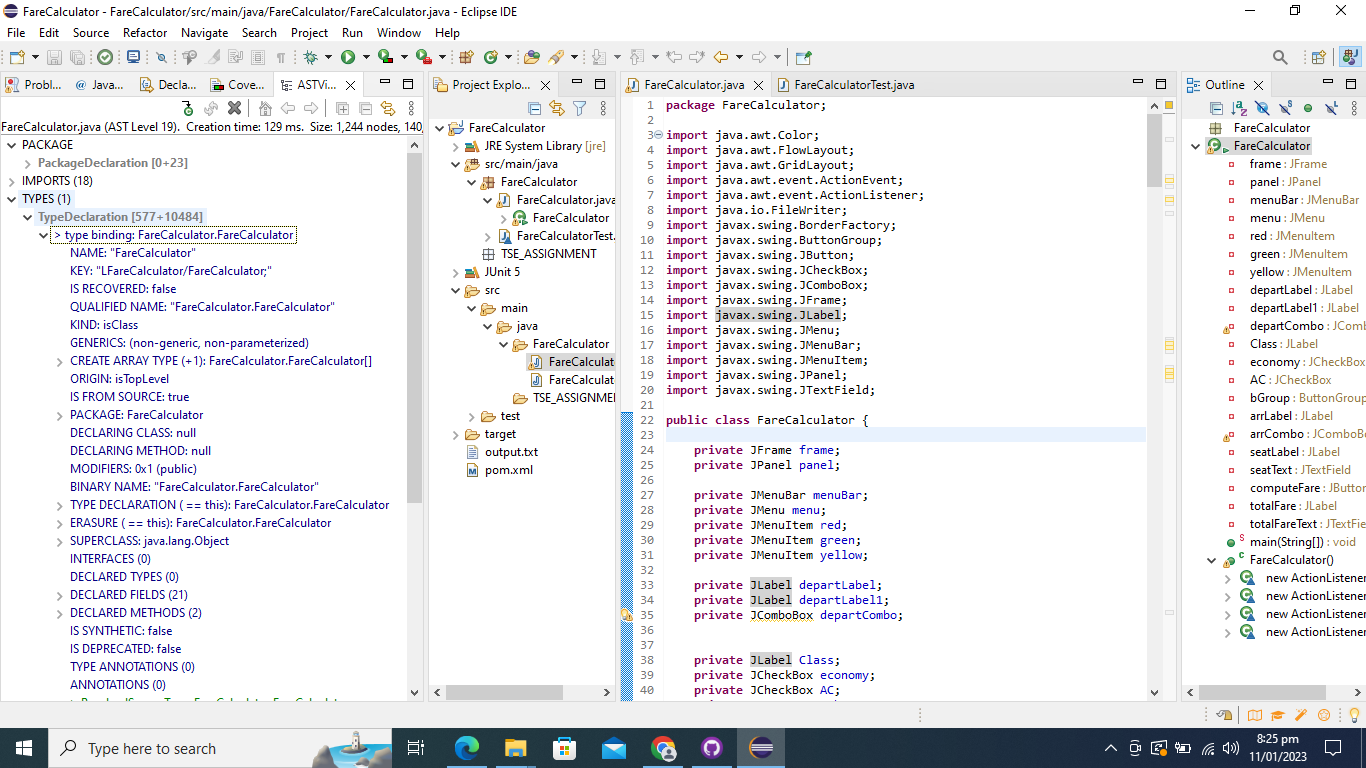 FareCalculator - FareCalculator/src/main/java/FareCalculator/FareCalculator.java - Eclipse IDE
File Edit Source Refactor Navigate Search Project Run Window Help
Probl... Java... Decla... Cove... ASTVi...
FareCalculator.java (AST Level 19). Creation time: 129 ms. Size: 1,244 nodes, 140,
PACKAGE
PackageDeclaration [0+23]
IMPORTS (18)
TYPES (1)
TypeDeclaration [577+10484]
> type binding: FareCalculator.FareCalculator
NAME: "FareCalculator"
KEY: "LFareCalculator/FareCalculator;"
IS RECOVERED: false
QUALIFIED NAME: "FareCalculator.FareCalculator"
KIND: isClass
GENERICS: (non-generic, non-parameterized)
CREATE ARRAY TYPE (+1): FareCalculator.FareCalculator[]
ORIGIN: isTopLevel
IS FROM SOURCE: true
PACKAGE: FareCalculator
DECLARING CLASS: null
DECLARING METHOD: null
MODIFIERS: 0x1 (public)
BINARY NAME: "FareCalculator.FareCalculator"
TYPE DECLARATION ( == this): FareCalculator.FareCalculator
ERASURE ( == this): FareCalculator.FareCalculator
SUPERCLASS: java.lang.Object
INTERFACES (0)
DECLARED TYPES (0)
DECLARED FIELDS (21)
DECLARED METHODS (2)
IS SYNTHETIC: false
IS DEPRECATED: false
TYPE ANNOTATIONS (0)
ANNOTATIONS (0)
Project Explo...
FareCalculator
JRE System Library [jre]
src/main/java
FareCalculator
FareCalculator.java
FareCalculator
FareCalculatorTest.
TSE_ASSIGNMENT
JUnit 5
src
main
java
FareCalculator
FareCalculat
FareCalculat
TSE_ASSIGNME
test
target
output.txt
pom.xml
FareCalculator.java FareCalculatorTest.java
1 package FareCalculator;
2
3 import java.awt.Color;
4 import java.awt.FlowLayout;
5 import java.awt.GridLayout;
6 import java.awt.event.ActionEvent;
7 import java.awt.event.ActionListener;
8 import java.io.FileWriter;
9 import javax.swing.BorderFactory;
10 import javax.swing.ButtonGroup;
11 import javax.swing.JButton;
12 import javax.swing.JCheckBox;
13 import javax.swing.JComboBox;
14 import javax.swing.JFrame;
15 import javax.swing.JLabel;
16 import javax.swing.JMenu;
17 import javax.swing.JMenuBar;
18 import javax.swing.JMenuItem;
19 import javax.swing.JPanel;
20 import javax.swing.JTextField;
21
22 public class FareCalculator {
23
24 private JFrame frame;
25 private JPanel panel;
26
27 private JMenuBar menuBar;
28 private JMenu menu;
29 private JMenuItem red;
30 private JMenuItem green;
31 private JMenuItem yellow;
32
33 private JLabel departLabel;
34 private JLabel departLabel1;
35 private JComboBox departCombo;
36
37
38 private JLabel Class;
39 private JCheckBox economy;
40 private JCheckBox AC;
Outline
FareCalculator
FareCalculator
frame : JFrame
panel : JPanel
menuBar : JMenuBar
menu : JMenu
red : JMenuItem
green : JMenuItem
yellow : JMenuItem
departLabel : JLabel
departLabel1 : JLabel
departCombo : JComb
Class : JLabel
economy : JCheckBox
AC : JCheckBox
bGroup : ButtonGroup
arrLabel : JLabel
arrCombo : JComboBo
seatLabel : JLabel
seatText : JTextField
computeFare : JButton
totalFare : JLabel
totalFareText : JTextFie
main(String[]) : void
FareCalculator()
new ActionListener
new ActionListener
new ActionListener
new ActionListener
Type here to search
8:25 pm
11/01/2023